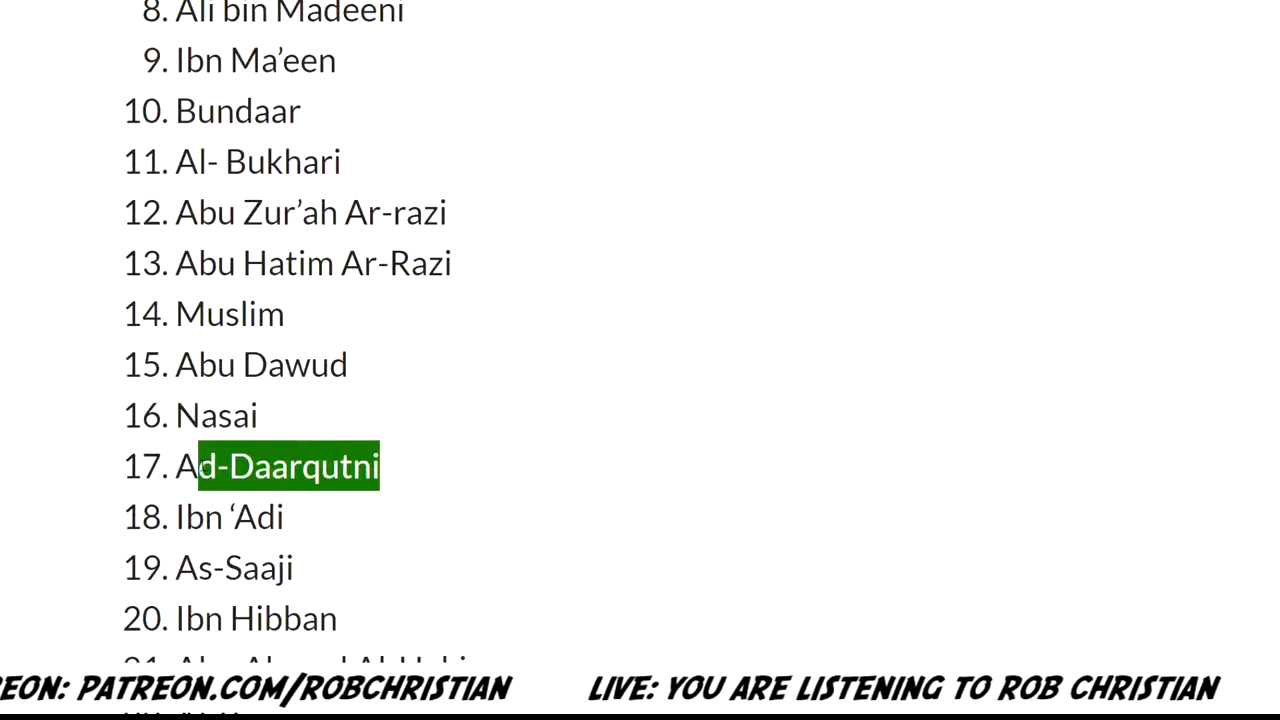 8. Ali bin Madeeni
9. Ibn Ma’een
10. Bundaar
11. Al- Bukhari
12. Abu Zur’ah Ar-razi
13. Abu Hatim Ar-Razi
14. Muslim
15. Abu Dawud
16. Nasai
17. Ad-Daarqutni
18. Ibn ‘Adi
19. As-Saaji
20. Ibn Hibban
EON: PATREON.COM/ROBCHRISTIAN LIVE: YOU ARE LISTENING TO ROB CHRISTIAN